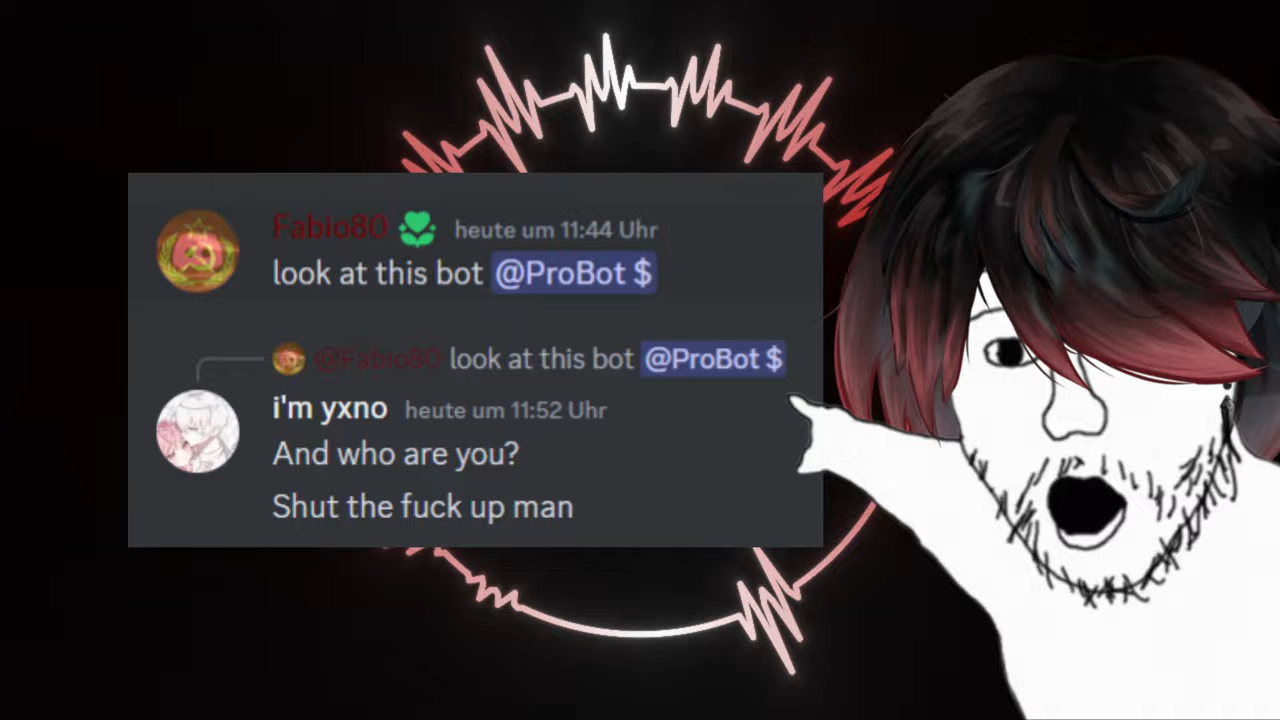 Fabio80 heute um 11:44 Uhr
look at this bot @ProBot $
@Fabio80 look at this bot @ProBot $
i'm yxno heute um 11:52 Uhr
And who are you?
Shut the fuck up man